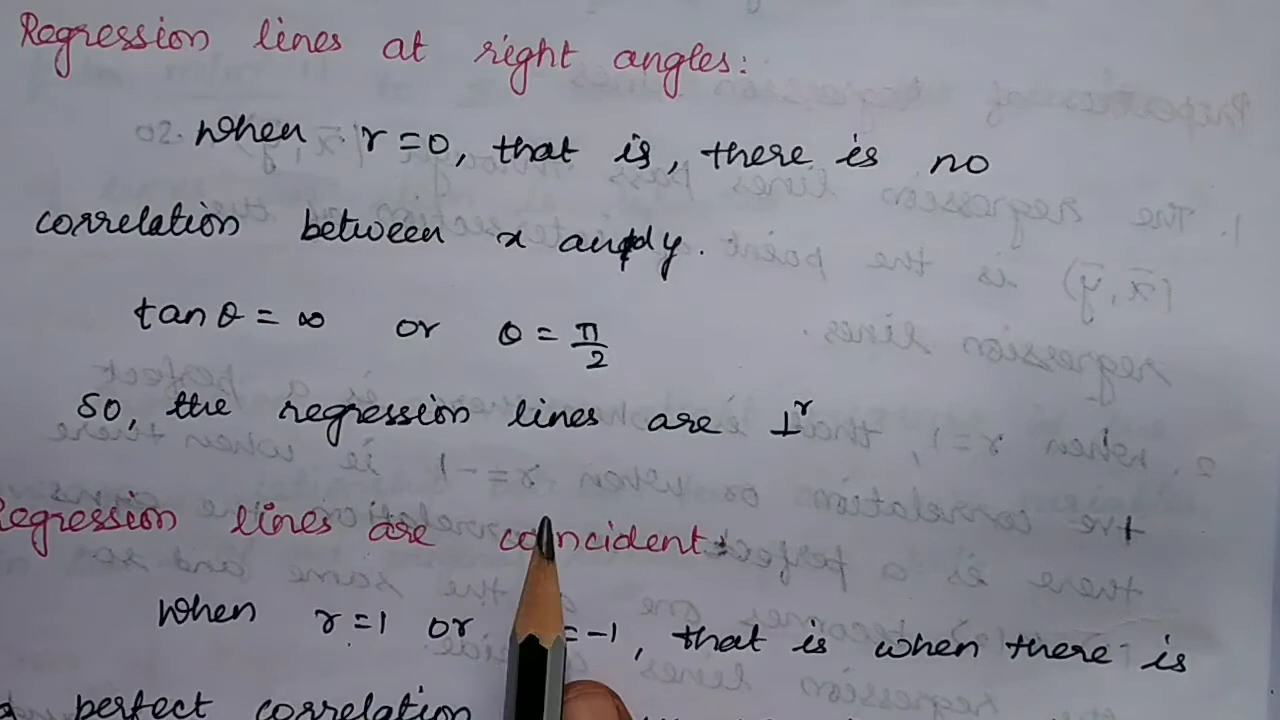 Regression lines at right angles:
when r=0, that is, there is no
correlation between x and y.
tan θ = ∞ or θ = π/2
so, the regression lines are ⊥r
Regression lines are coincident:
when r=1 or =-1, that is when there is
a perfect correlation